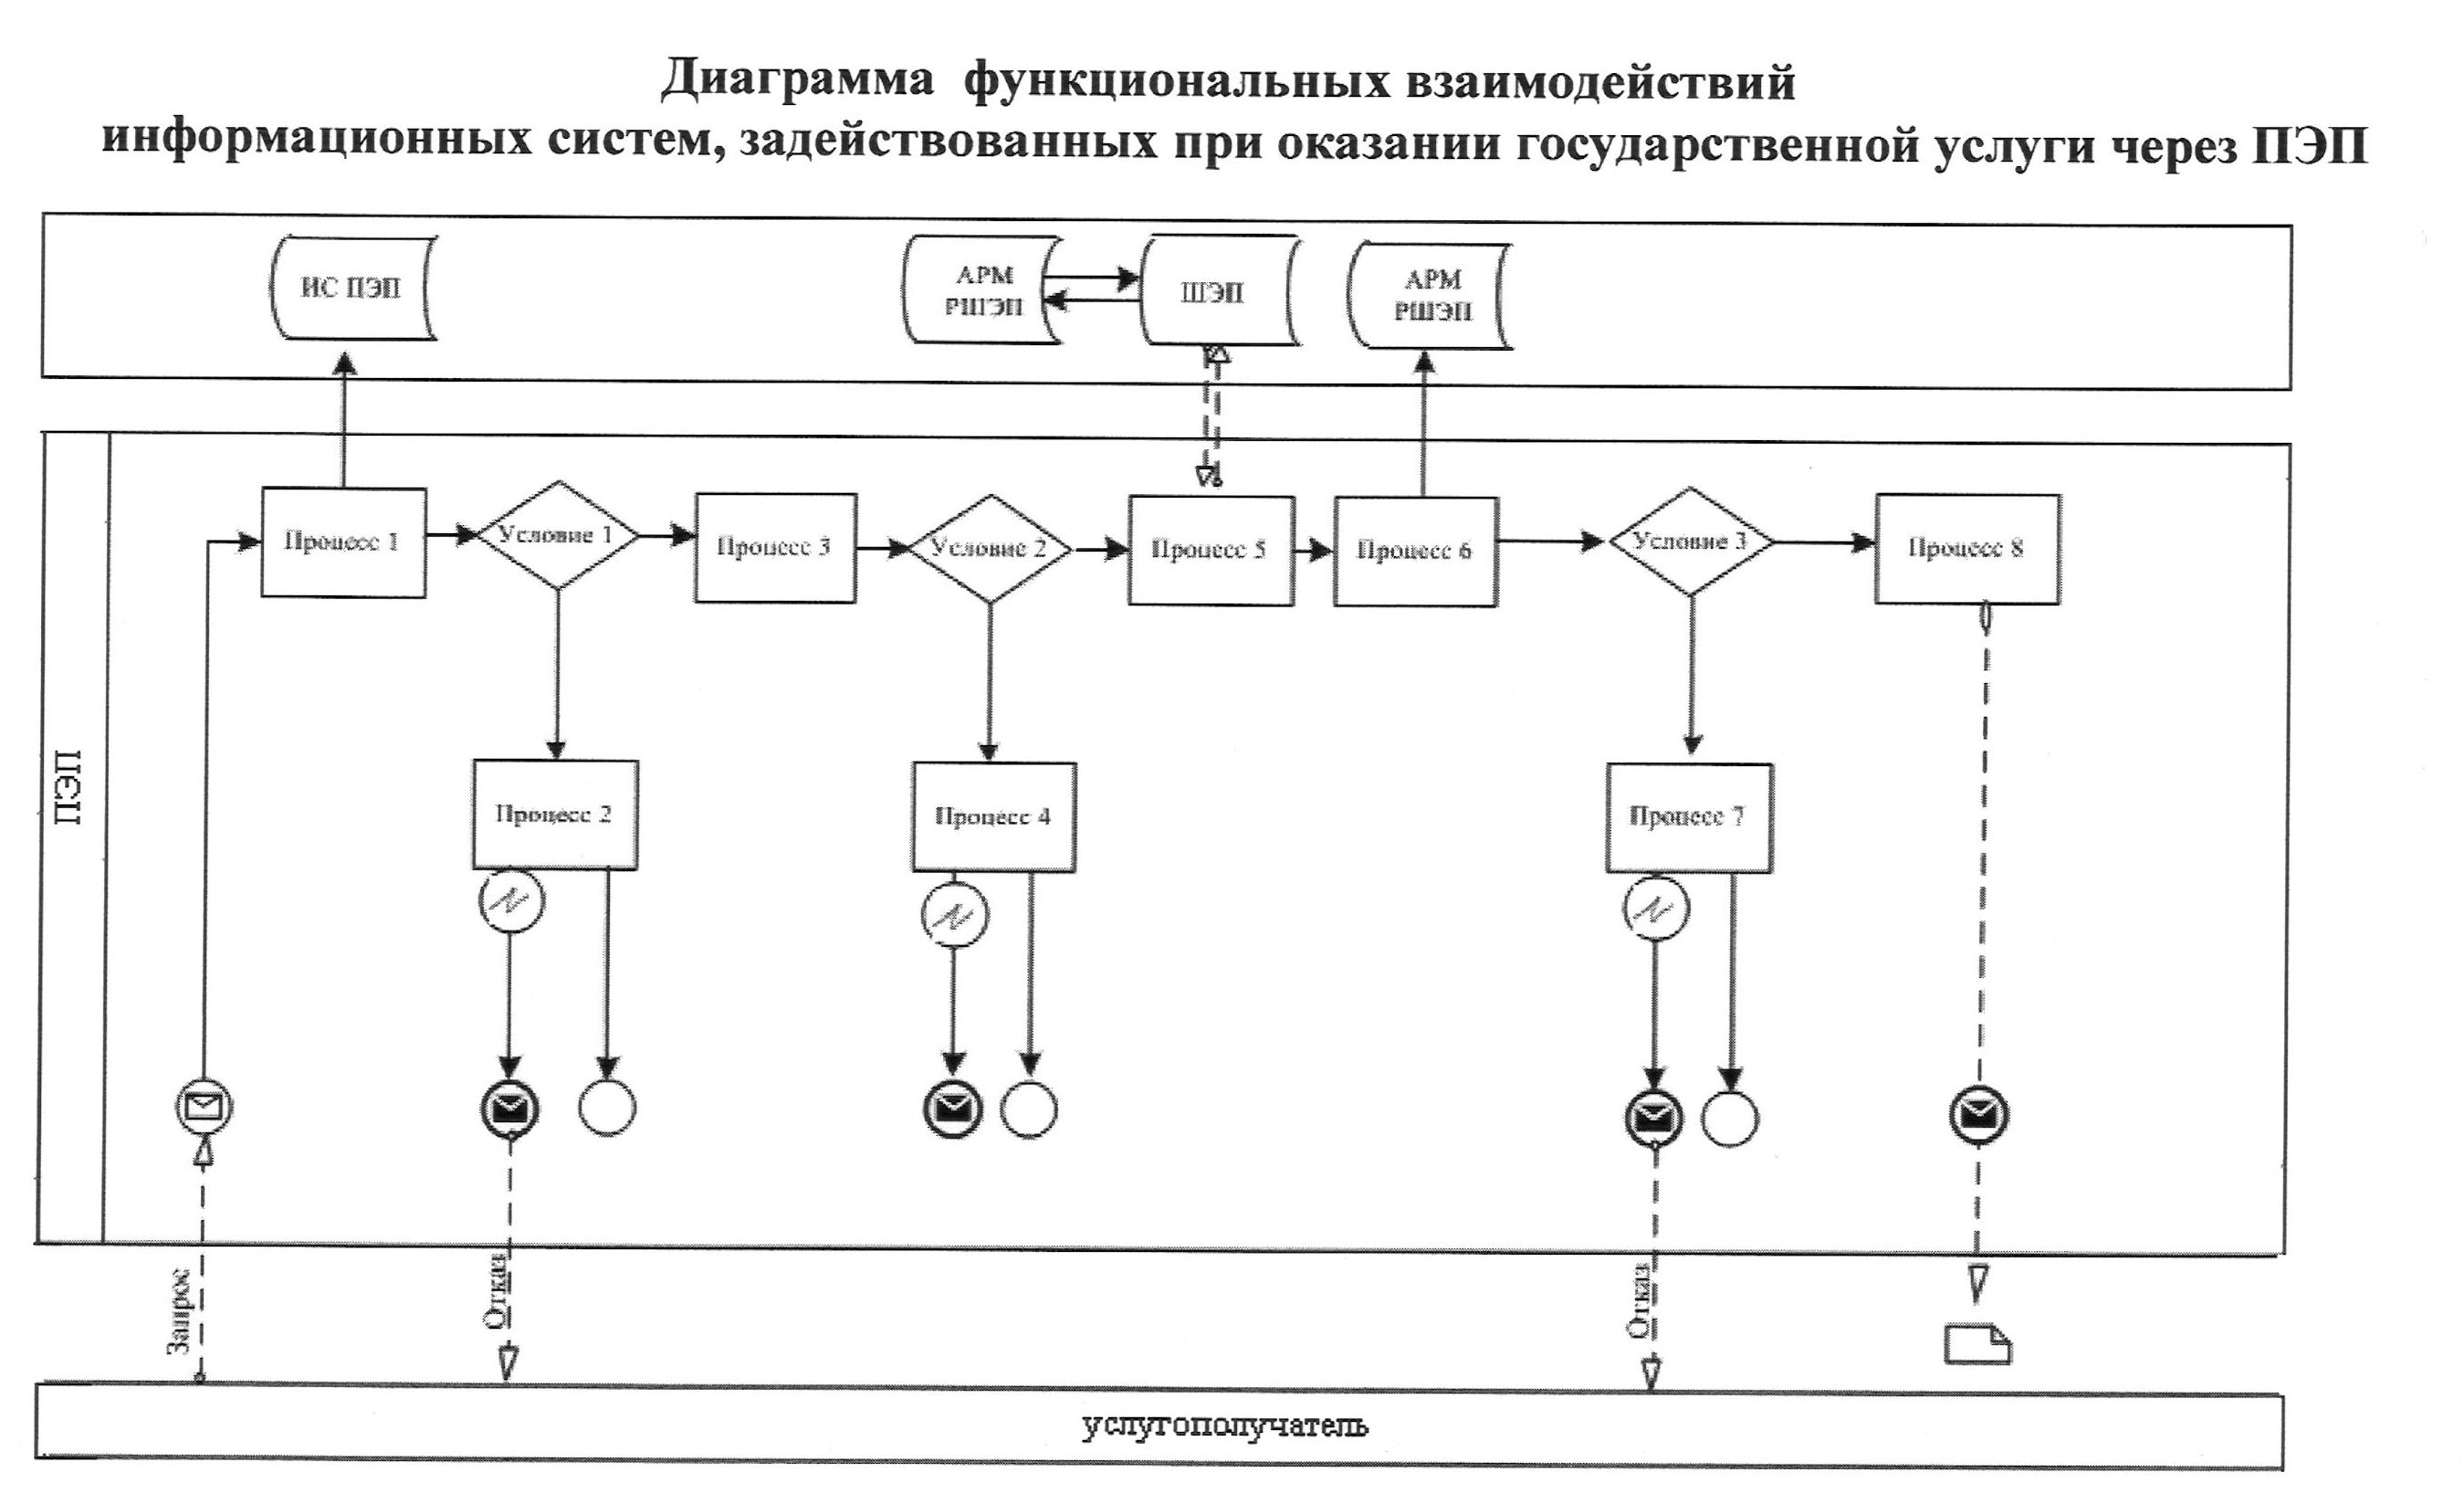 Диаграмма функциональных взаимодействий
информационных систем, задействованных при оказании государственной услуги через ПЭП
ИС ПЭП
АРМ
РШЭП
ШЭП
АРМ
РШЭП
ПЭП
Процесс 1
Условие 1
Процесс 3
Условие 2
Процесс 5
Процесс 6
Условие 3
Процесс 8
Процесс 2
Процесс 4
Процесс 7
Запрос
Отказ
Отказ
услугополучатель